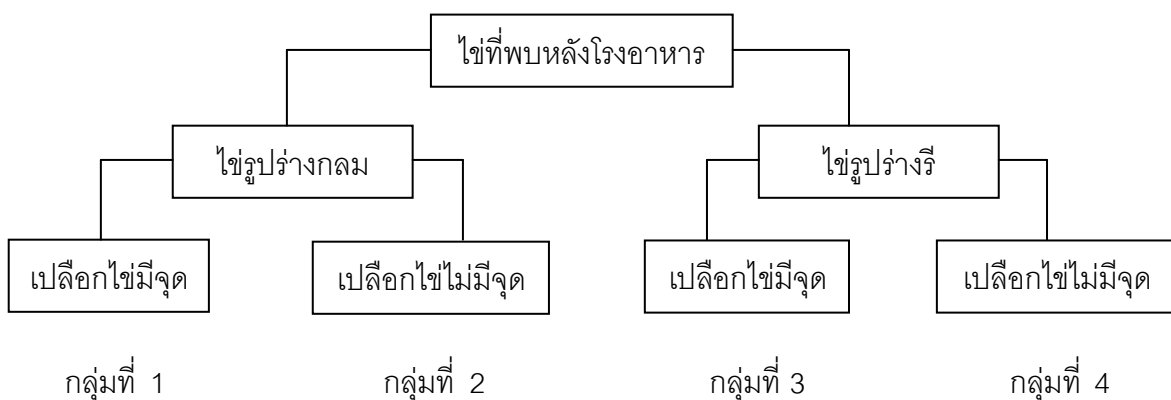 ไข่ที่พบหลังโรงอาหาร
ไข่รูปร่างกลม
ไข่รูปร่างรี
เปลือกไข่มีจุด
เปลือกไข่ไม่มีจุด
เปลือกไข่มีจุด
เปลือกไข่ไม่มีจุด
กลุ่มที่ 1
กลุ่มที่ 2
กลุ่มที่ 3
กลุ่มที่ 4